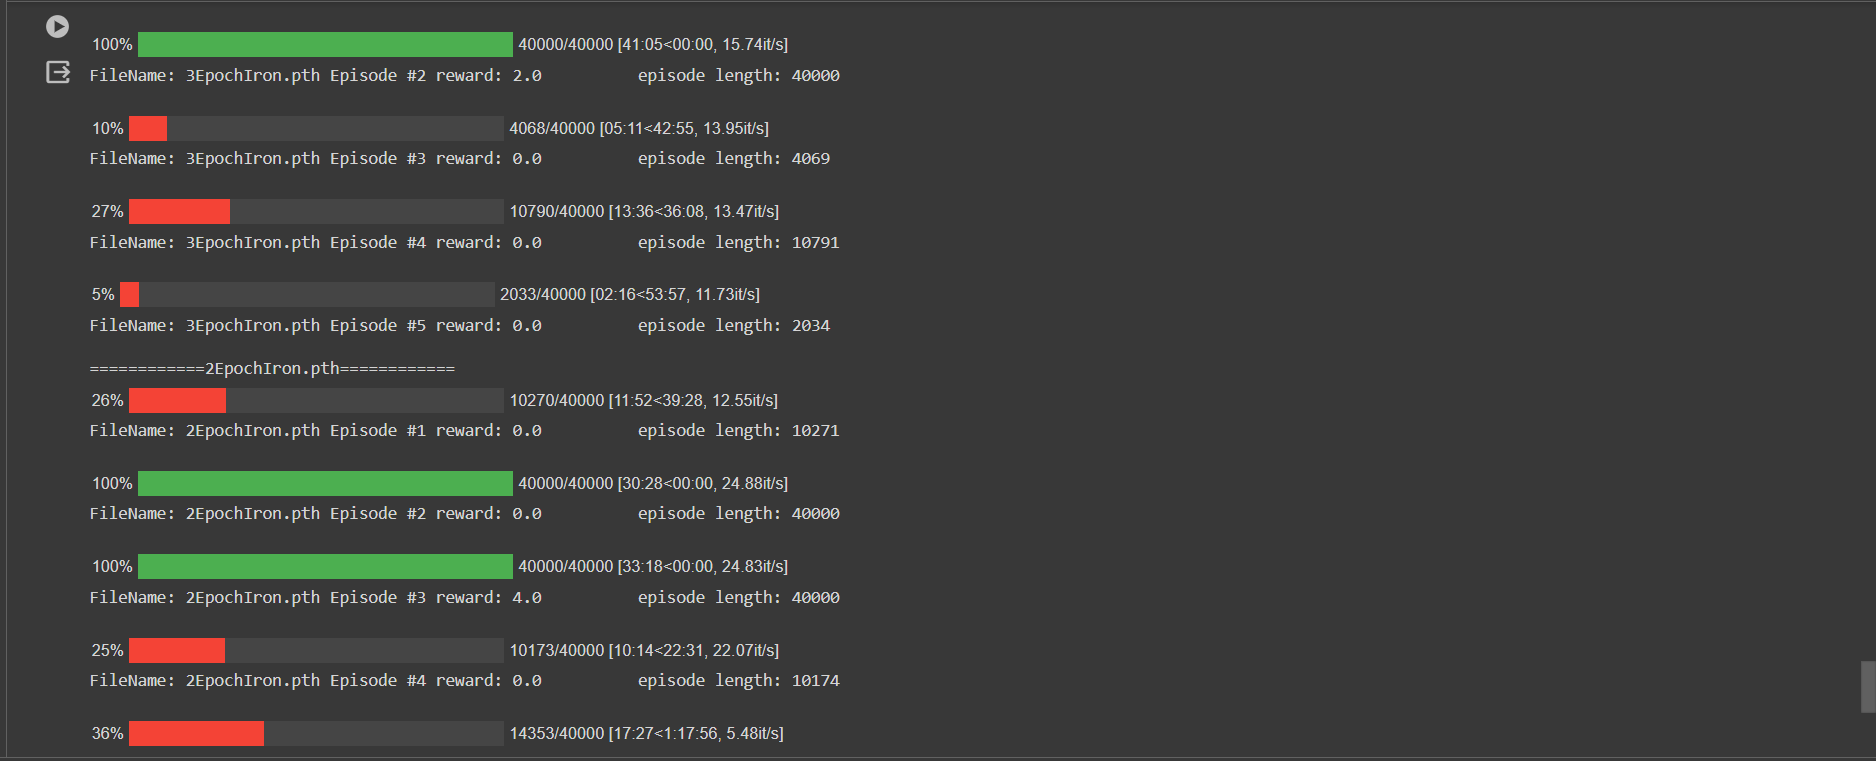 100% 40000/40000 [41:05<00:00, 15.74it/s]
FileName: 3EpochIron.pth Episode #2 reward: 2.0 episode length: 40000
10% 4068/40000 [05:11<42:55, 13.95it/s]
FileName: 3EpochIron.pth Episode #3 reward: 0.0 episode length: 4069
27% 10790/40000 [13:36<36:08, 13.47it/s]
FileName: 3EpochIron.pth Episode #4 reward: 0.0 episode length: 10791
5% 2033/40000 [02:16<53:57, 11.73it/s]
FileName: 3EpochIron.pth Episode #5 reward: 0.0 episode length: 2034
============2EpochIron.pth============
26% 10270/40000 [11:52<39:28, 12.55it/s]
FileName: 2EpochIron.pth Episode #1 reward: 0.0 episode length: 10271
100% 40000/40000 [30:28<00:00, 24.88it/s]
FileName: 2EpochIron.pth Episode #2 reward: 0.0 episode length: 40000
100% 40000/40000 [33:18<00:00, 24.83it/s]
FileName: 2EpochIron.pth Episode #3 reward: 4.0 episode length: 40000
25% 10173/40000 [10:14<22:31, 22.07it/s]
FileName: 2EpochIron.pth Episode #4 reward: 0.0 episode length: 10174
36% 14353/40000 [17:27<1:17:56, 5.48it/s]